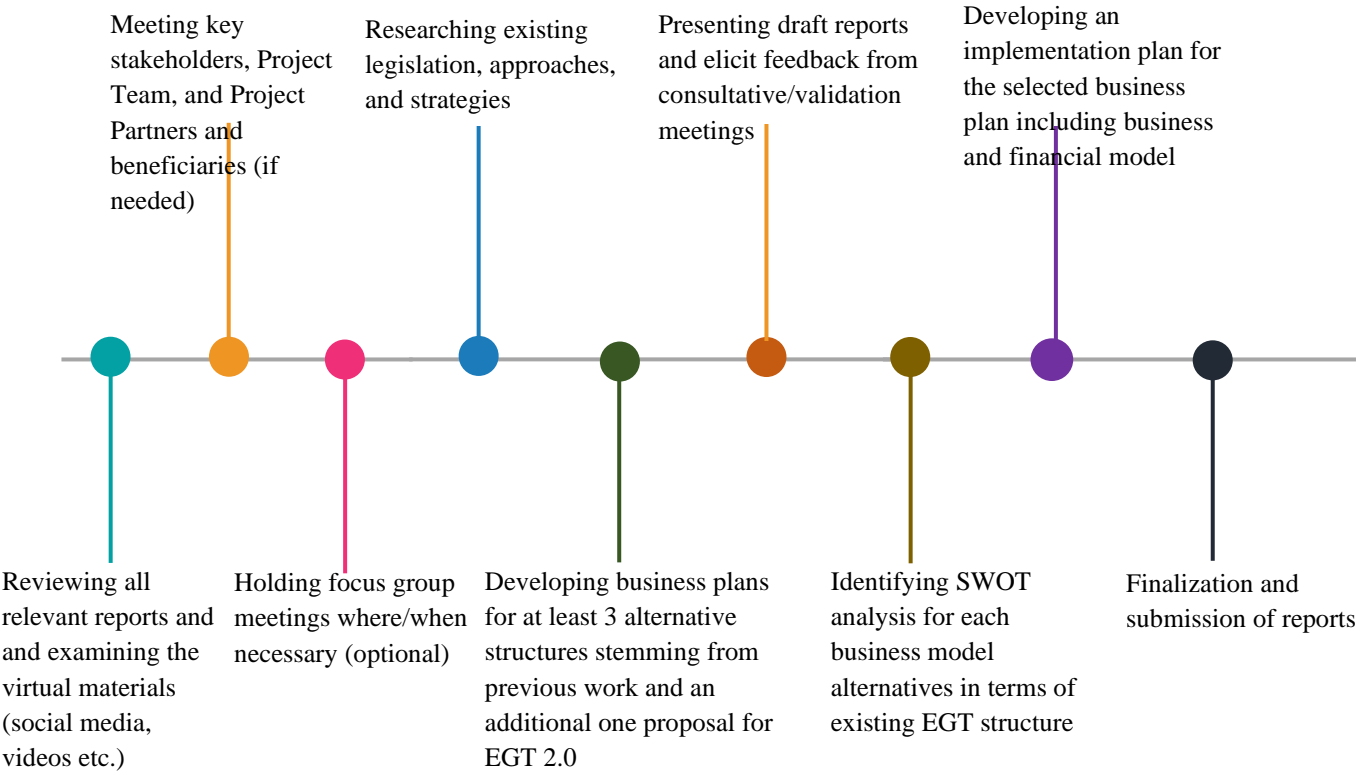 Meeting key
stakeholders, Project
Team, and Project
Partners and
beneficiaries (if
needed)
Researching existing
legislation, approaches,
and strategies
Presenting draft reports
and elicit feedback from
consultative/validation
meetings
Developing an
implementation plan for
the selected business
plan including business
and financial model
Reviewing all
relevant reports and
and examining the
virtual materials
(social media,
videos etc.)
Holding focus group
meetings where/when
necessary (optional)
Developing business plans
for at least 3 alternative
structures stemming from
previous work and an
additional one proposal for
EGT 2.0
Identifying SWOT
analysis for each
business model
alternatives in terms of
existing EGT structure
Finalization and
submission of reports